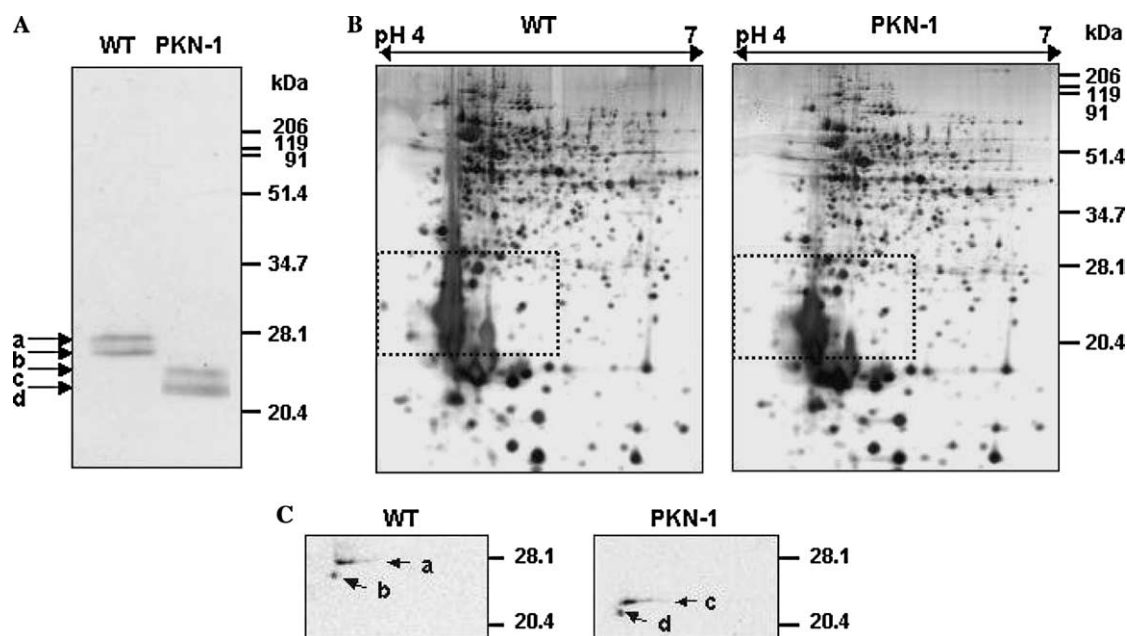 A
WT PKN-1
kDa
206
119
91
51.4
34.7
28.1
20.4
a
b
c
d
B
WT
pH 4 7
PKN-1
pH 4 7
kDa
206
119
91
51.4
34.7
28.1
20.4
C
WT
28.1
a
b
20.4
PKN-1
28.1
c
d
20.4